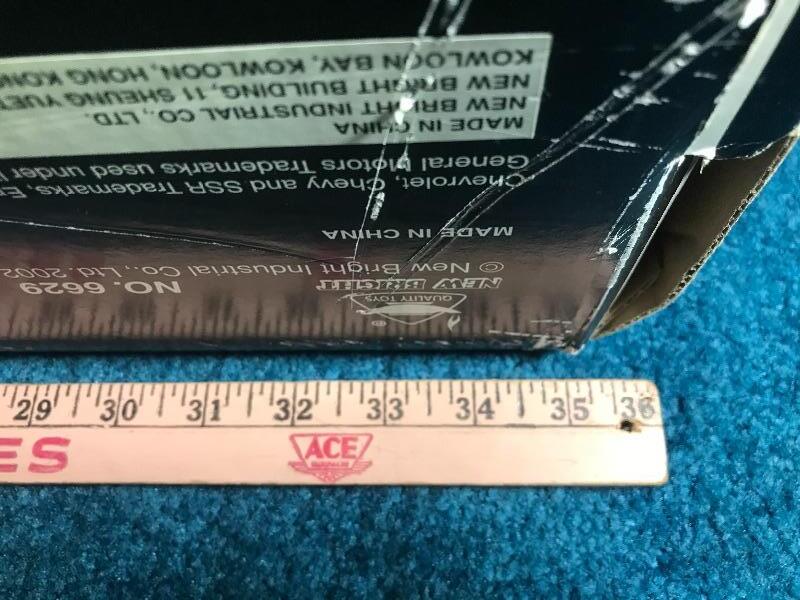 MADE IN CHINA
NEW BRIGHT INDUSTRIAL CO., LTD.
NEW BRIGHT BUILDING, 11 SHEUNG YUET
KOWLOON BAY, KOWLOON, HONG KONG
Chevrolet, Chevy and SSR Trademarks,
General Motors Trademarks used under
MADE IN CHINA
© New Bright Industrial Co., Ltd. 2002
NO. 6629
NEW BRIGHT
QUALITY TOYS
®
29 30 31 32 33 34 35 36
ES
ACE